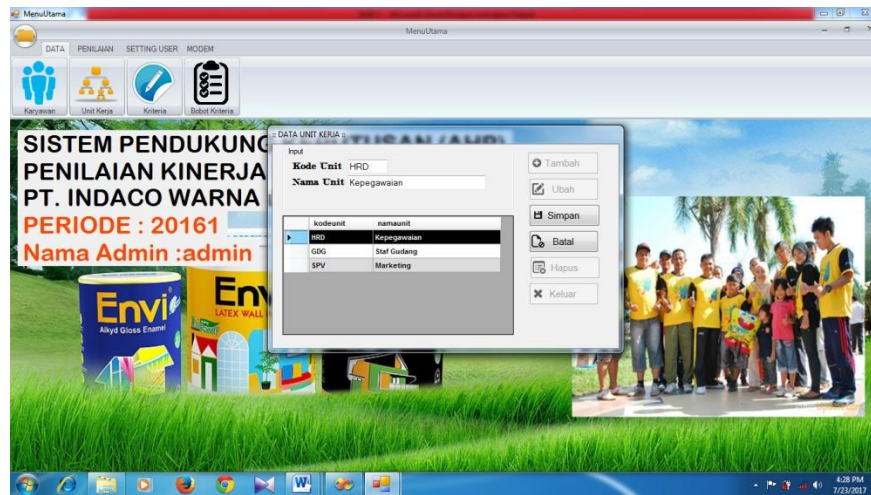 MenuUtama
MenuUtama
DATA PENILAIAN SETTING USER MODEM
Karyawan Unit Kerja Kriteria Bobot Kriteria
SISTEM PENDUKUNG KEPUTUSAN (AHP)
PENILAIAN KINERJA
PT. INDACO WARNA
PERIODE : 20161
Nama Admin :admin
:: DATA UNIT KERJA ::
Input
Kode Unit HRD
Nama Unit Kepegawaian
kodeunit namaunit
HRD Kepegawaian
GDG Staf Gudang
SPV Marketing
Tambah
Ubah
Simpan
Batal
Hapus
Keluar
Envi
Alkyd Gloss Enamel
Env
LATEX WALL
4:28 PM
7/23/2017